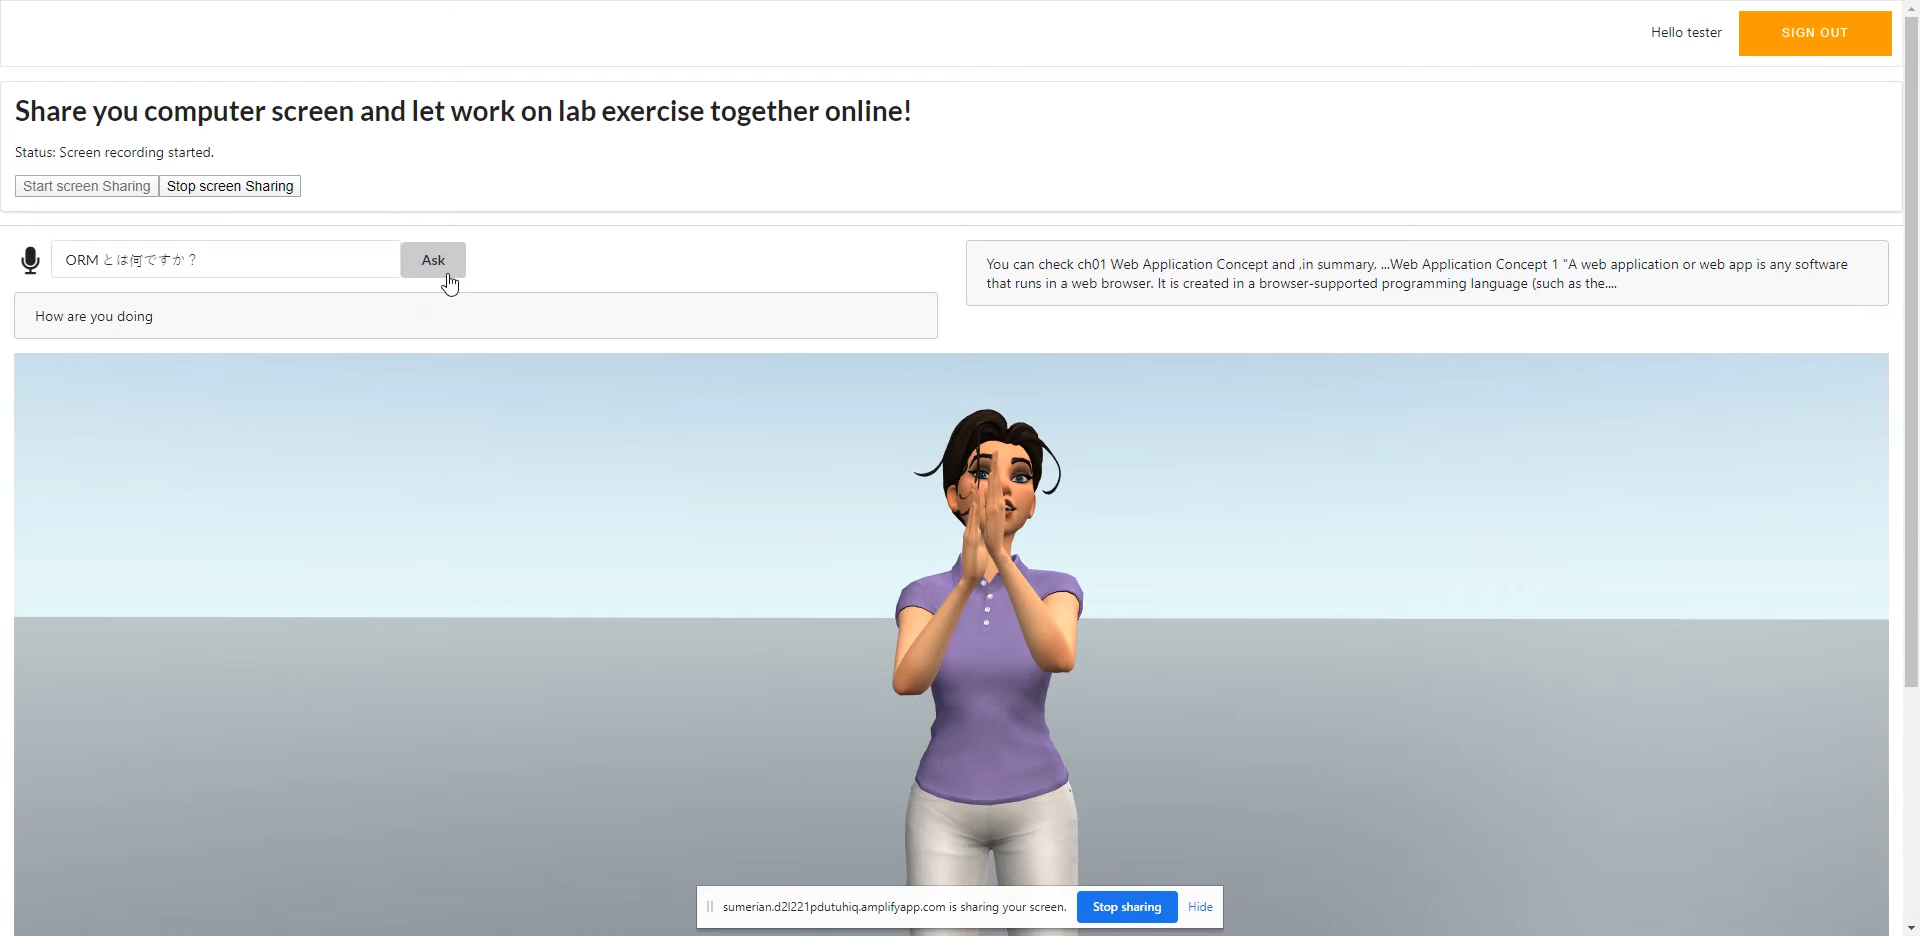 Hello tester
SIGN OUT
Share you computer screen and let work on lab exercise together online!
Status: Screen recording started.
Start screen Sharing
Stop screen Sharing
ORM とは何ですか？
Ask
How are you doing
You can check ch01 Web Application Concept and ,in summary, ...Web Application Concept 1 "A web application or web app is any software
that runs in a web browser. It is created in a browser-supported programming language (such as the....
sumerian.d2l221pdutuhiq.amplifyapp.com is sharing your screen.
Stop sharing
Hide